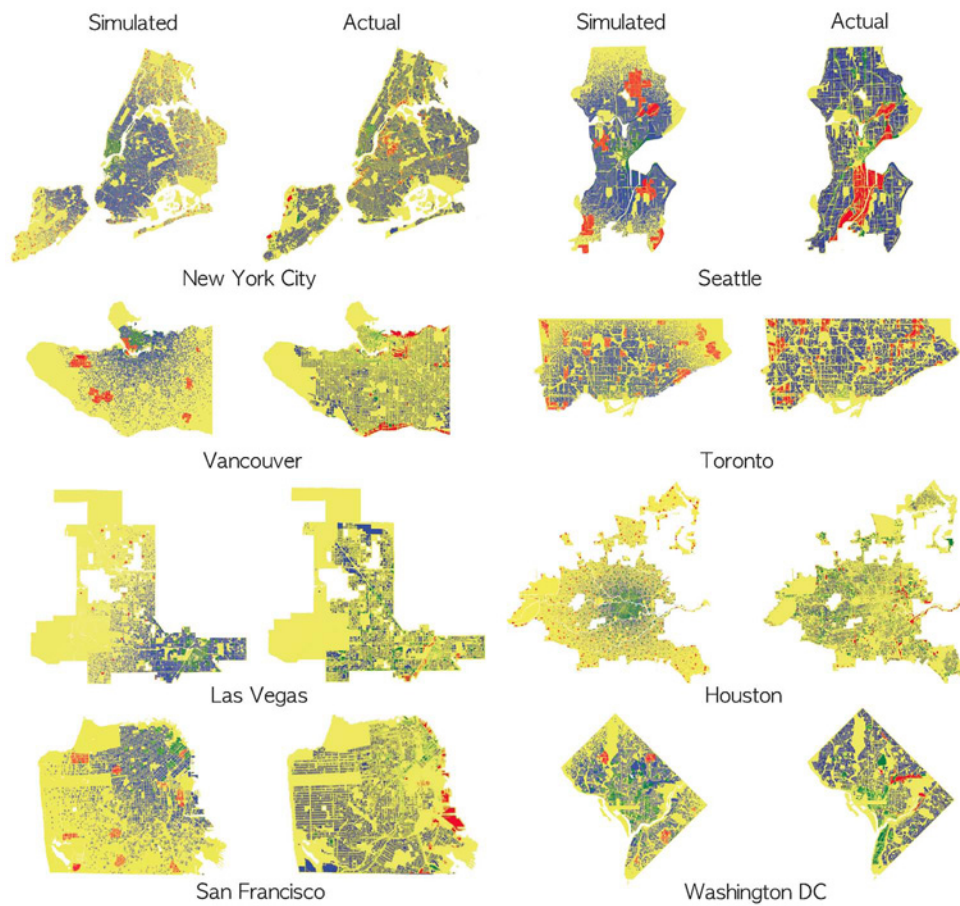 Simulated Actual Simulated Actual
New York City Seattle
Vancouver Toronto
Las Vegas Houston
San Francisco Washington DC